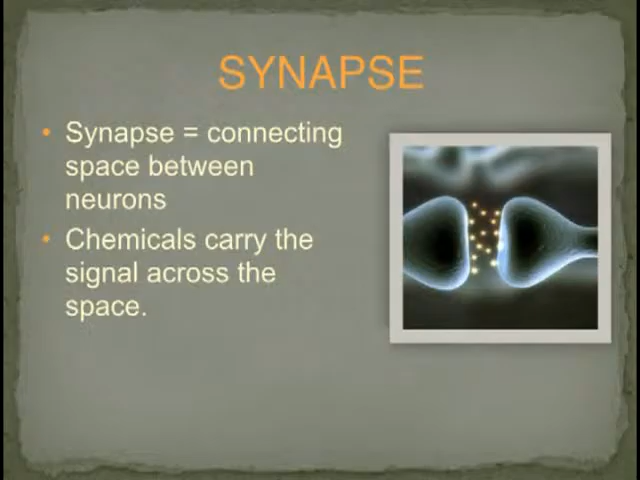 SYNAPSE
• Synapse = connecting
space between
neurons
• Chemicals carry the
signal across the
space.